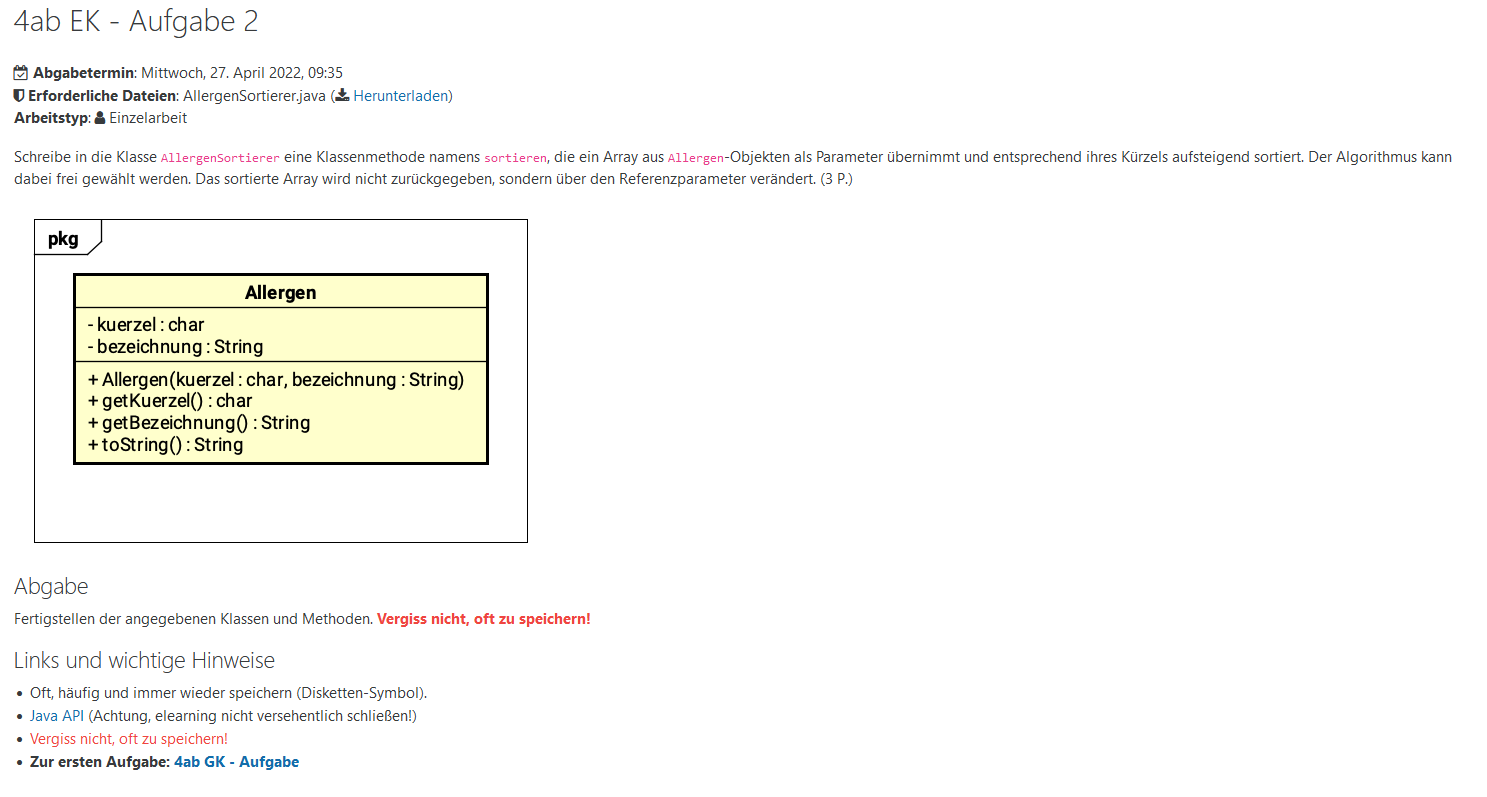 4ab EK - Aufgabe 2
Abgabetermin: Mittwoch, 27. April 2022, 09:35
Erforderliche Dateien: AllergenSortierer.java (Herunterladen)
Arbeitstyp: Einzelarbeit
Schreibe in die Klasse AllergenSortierer eine Klassenmethode namens sortieren, die ein Array aus Allergen-Objekten als Parameter übernimmt und entsprechend ihres Kürzels aufsteigend sortiert. Der Algorithmus kann
dabei frei gewählt werden. Das sortierte Array wird nicht zurückgegeben, sondern über den Referenzparameter verändert. (3 P.)
pkg
Allergen
- kuerzel : char
- bezeichnung : String
+ Allergen(kuerzel : char, bezeichnung : String)
+ getKuerzel() : char
+ getBezeichnung() : String
+ toString() : String
Abgabe
Fertigstellen der angegebenen Klassen und Methoden. Vergiss nicht, oft zu speichern!
Links und wichtige Hinweise
• Oft, häufig und immer wieder speichern (Disketten-Symbol).
• Java API (Achtung, elearning nicht versehentlich schließen!)
• Vergiss nicht, oft zu speichern!
• Zur ersten Aufgabe: 4ab GK - Aufgabe